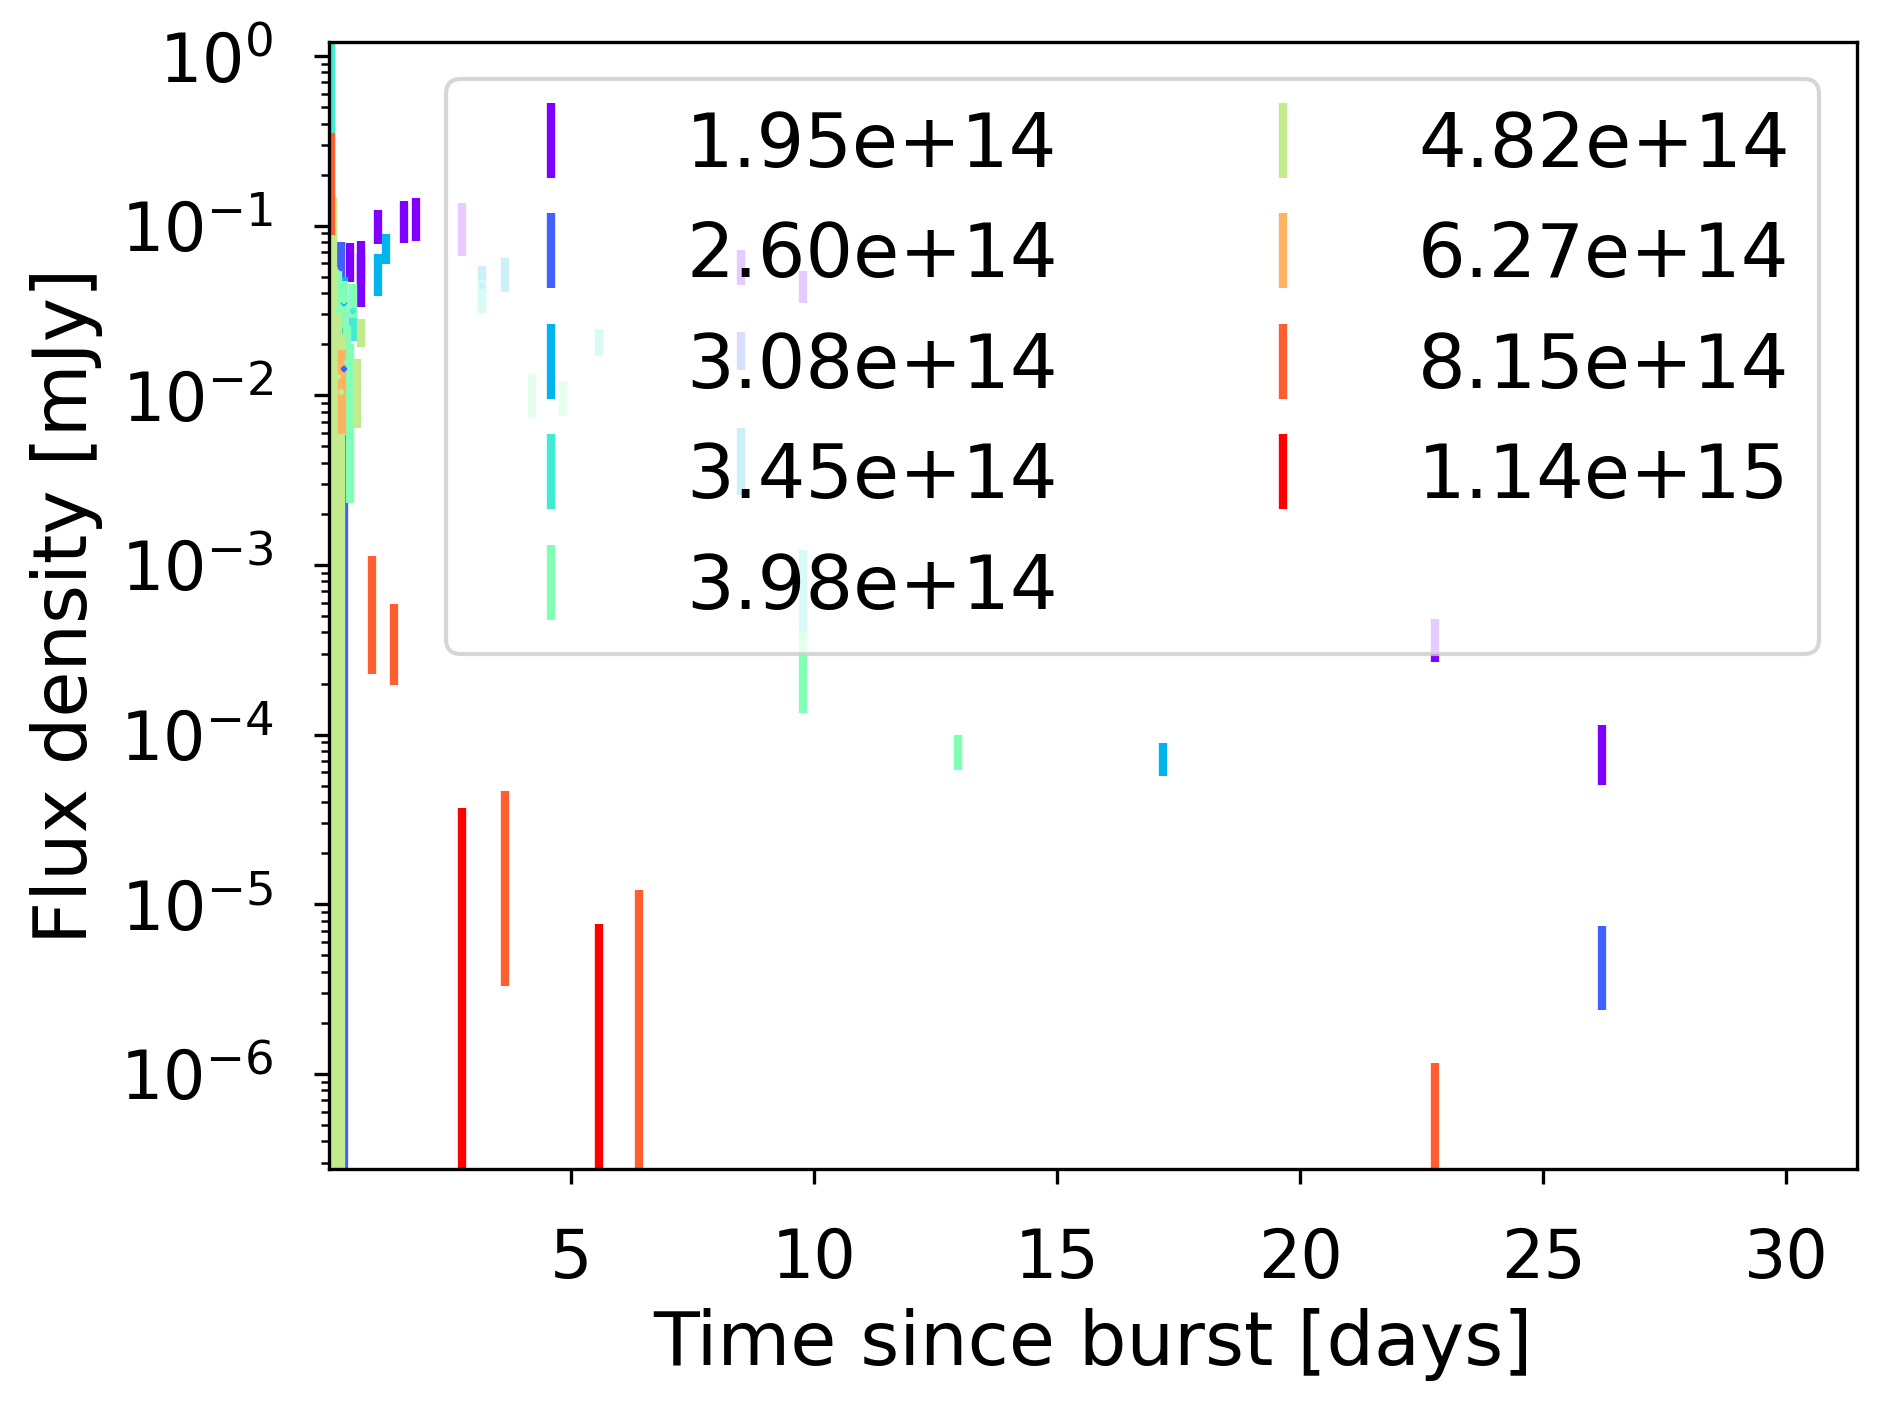 10⁰
10⁻¹
10⁻²
10⁻³
10⁻⁴
10⁻⁵
10⁻⁶
Flux density [mJy]
1.95e+14
2.60e+14
3.08e+14
3.45e+14
3.98e+14
4.82e+14
6.27e+14
8.15e+14
1.14e+15
5 10 15 20 25 30
Time since burst [days]